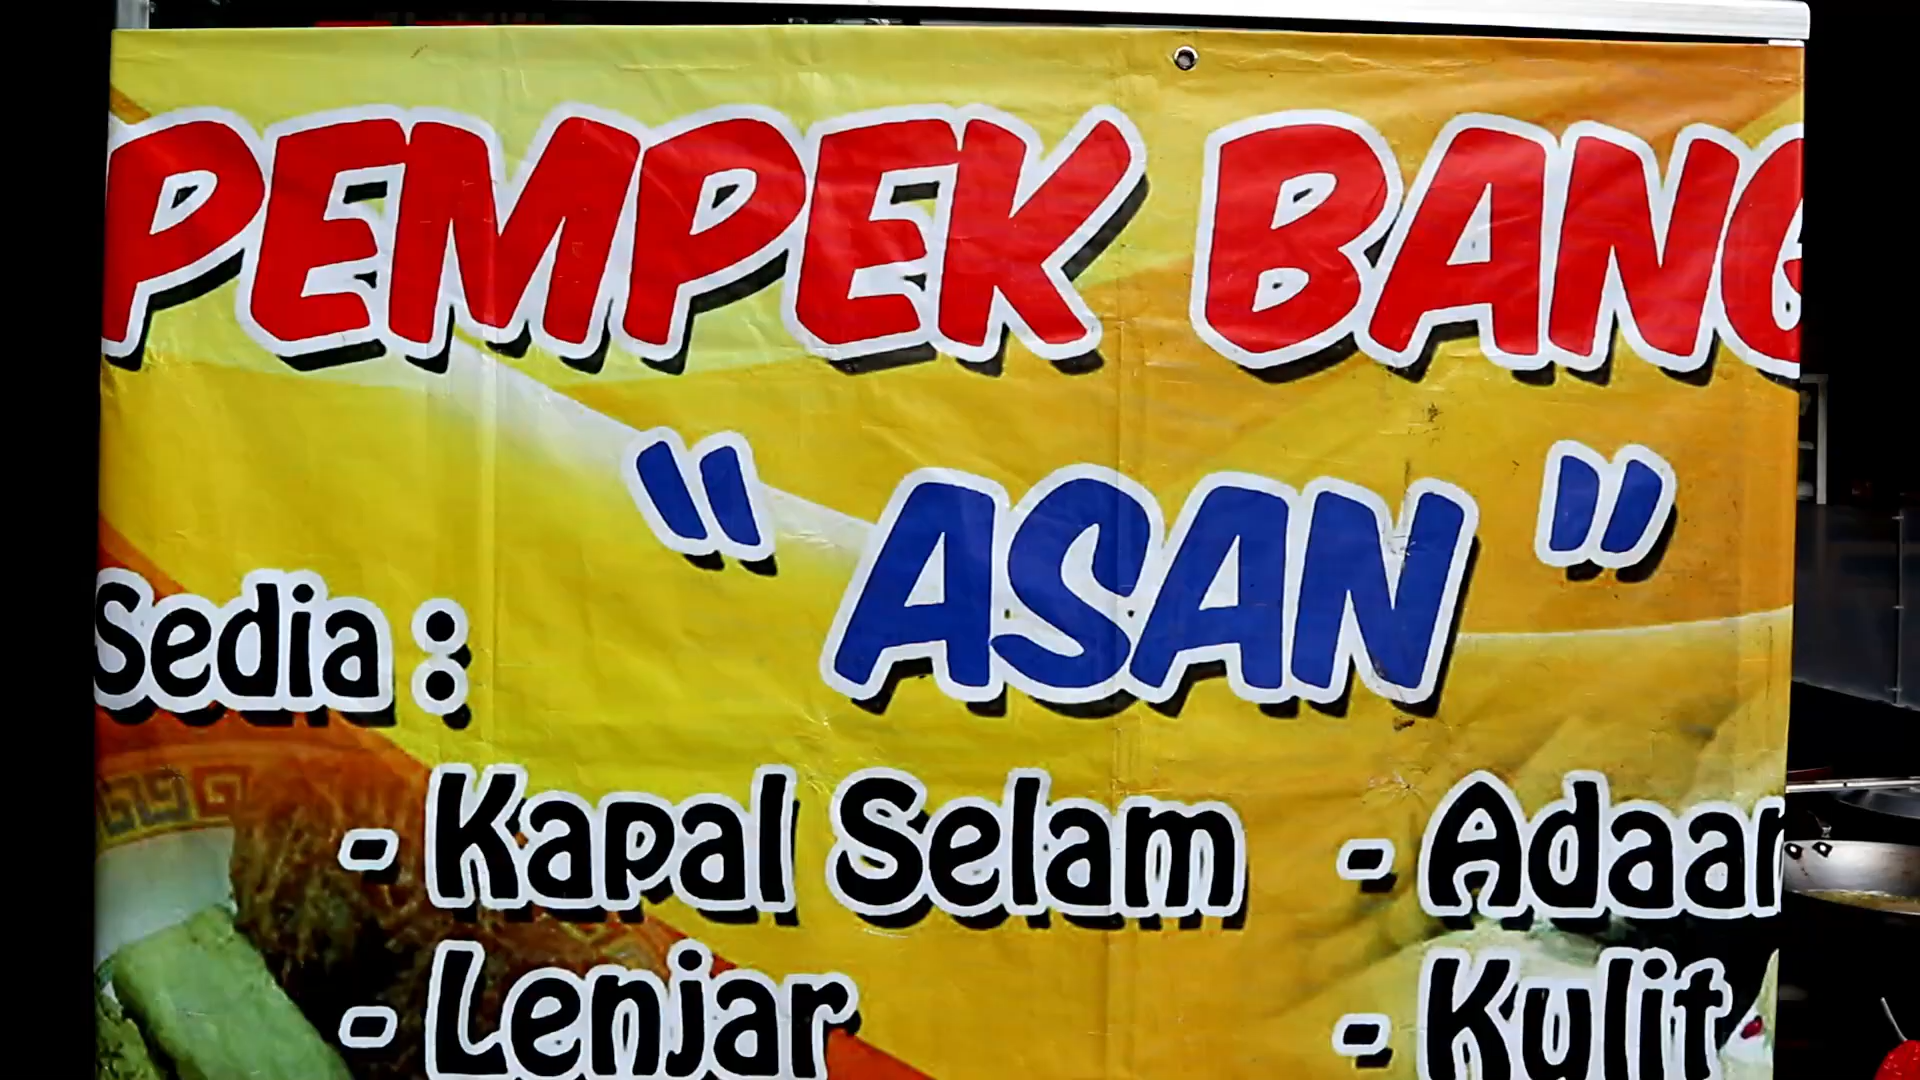 PEMPEK BANG
" ASAN "
Sedia :
- Kapal Selam
- Adaan
- Lenjar
- Kulit